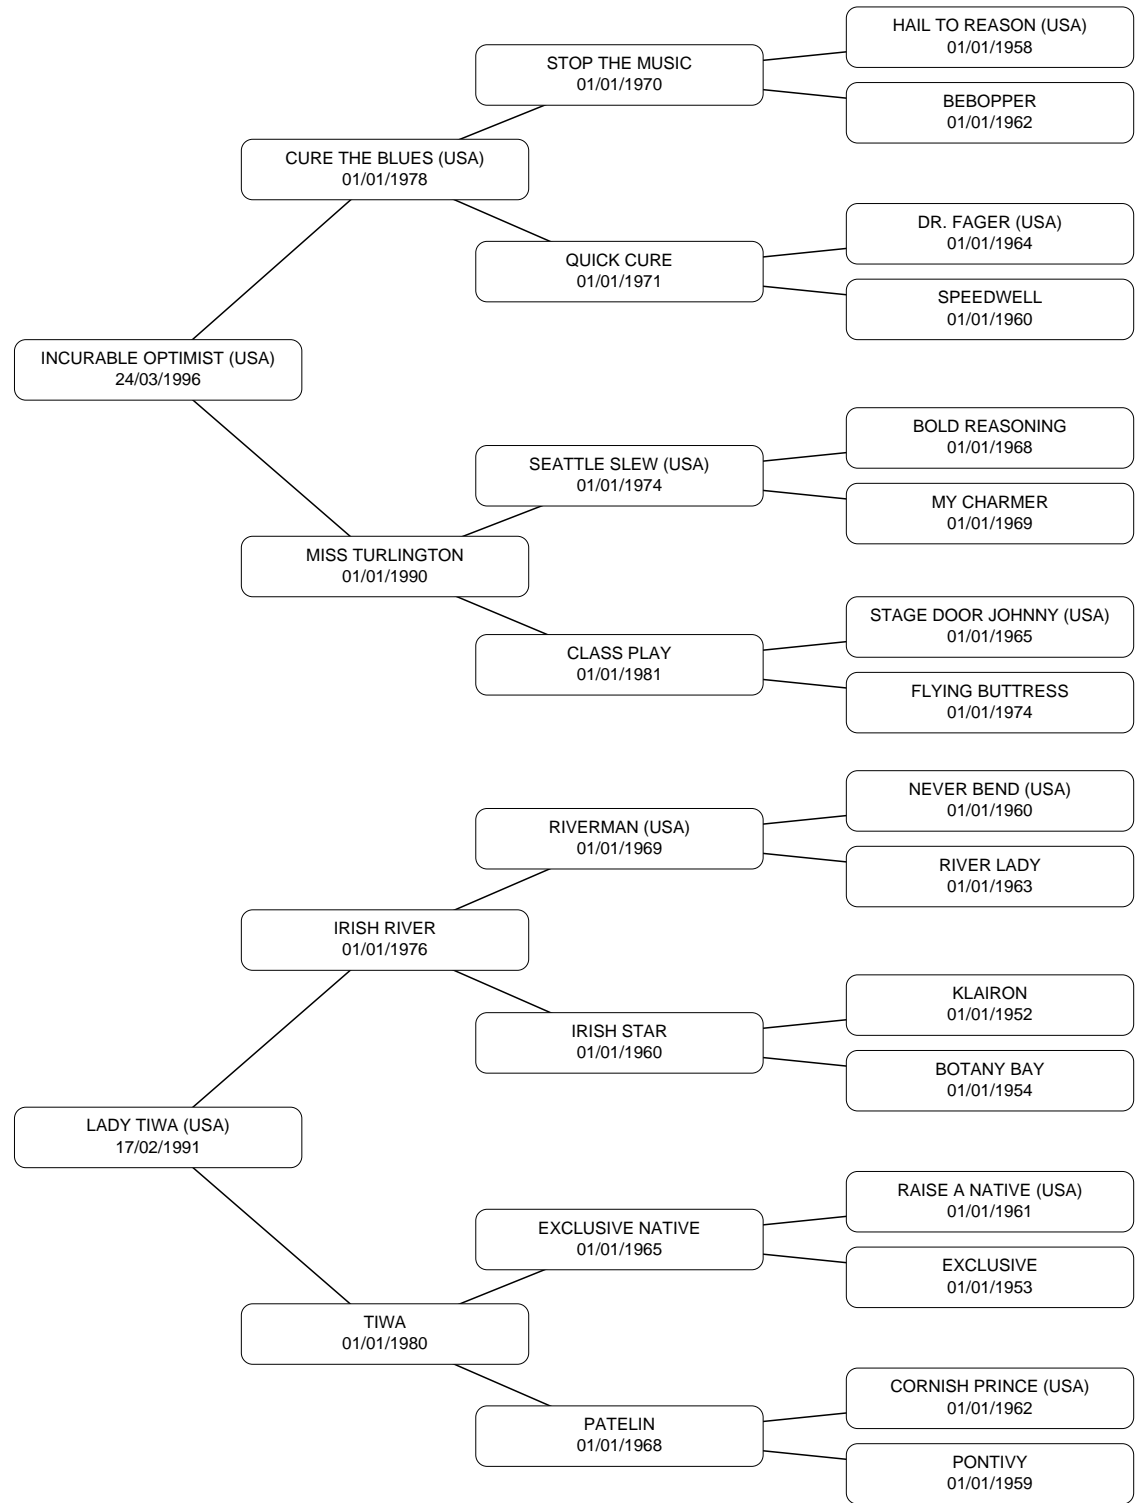 HAIL TO REASON (USA)
01/01/1958
STOP THE MUSIC
01/01/1970
BEBOPPER
01/01/1962
CURE THE BLUES (USA)
01/01/1978
DR. FAGER (USA)
01/01/1964
QUICK CURE
01/01/1971
SPEEDWELL
01/01/1960
INCURABLE OPTIMIST (USA)
24/03/1996
BOLD REASONING
01/01/1968
SEATTLE SLEW (USA)
01/01/1974
MY CHARMER
01/01/1969
MISS TURLINGTON
01/01/1990
STAGE DOOR JOHNNY (USA)
01/01/1965
CLASS PLAY
01/01/1981
FLYING BUTTRESS
01/01/1974
NEVER BEND (USA)
01/01/1960
RIVERMAN (USA)
01/01/1969
RIVER LADY
01/01/1963
IRISH RIVER
01/01/1976
KLAIRON
01/01/1952
IRISH STAR
01/01/1960
BOTANY BAY
01/01/1954
LADY TIWA (USA)
17/02/1991
RAISE A NATIVE (USA)
01/01/1961
EXCLUSIVE NATIVE
01/01/1965
EXCLUSIVE
01/01/1953
TIWA
01/01/1980
CORNISH PRINCE (USA)
01/01/1962
PATELIN
01/01/1968
PONTIVY
01/01/1959